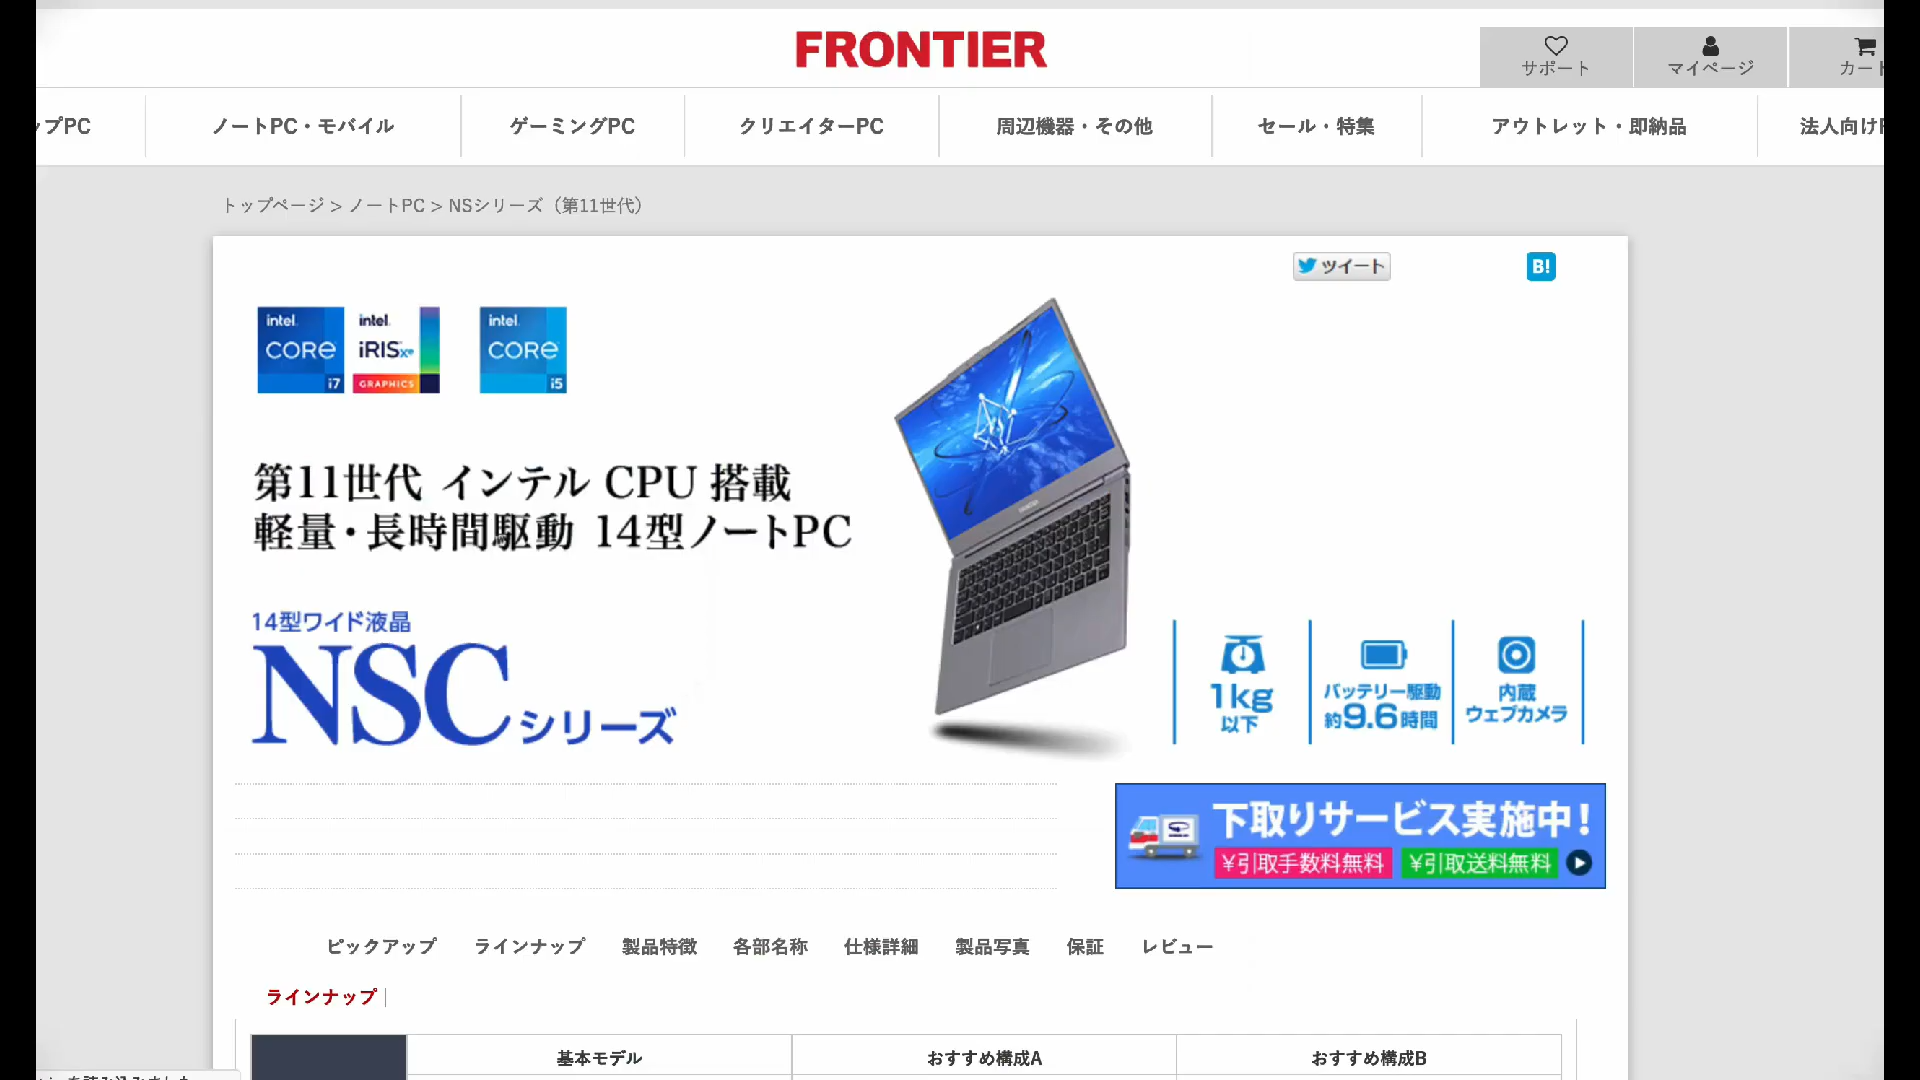 FRONTIER
サポート
マイページ
カート
ップPC
ノートPC・モバイル
ゲーミングPC
クリエイターPC
周辺機器・その他
セール・特集
アウトレット・即納品
法人向け
トップページ > ノートPC > NSシリーズ（第11世代）
ツイート
B!
intel. CORE i7
intel. iRIS xe GRAPHICS
intel. CORE i5
第11世代 インテル CPU 搭載
軽量・長時間駆動 14型ノートPC
14型ワイド液晶
NSCシリーズ
1kg
以下
バッテリー駆動
約9.6時間
内蔵
ウェブカメラ
下取りサービス実施中!
¥引取手数料無料
¥引取送料無料
ピックアップ
ラインナップ
製品特徴
各部名称
仕様詳細
製品写真
保証
レビュー
ラインナップ
基本モデル
おすすめ構成A
おすすめ構成B